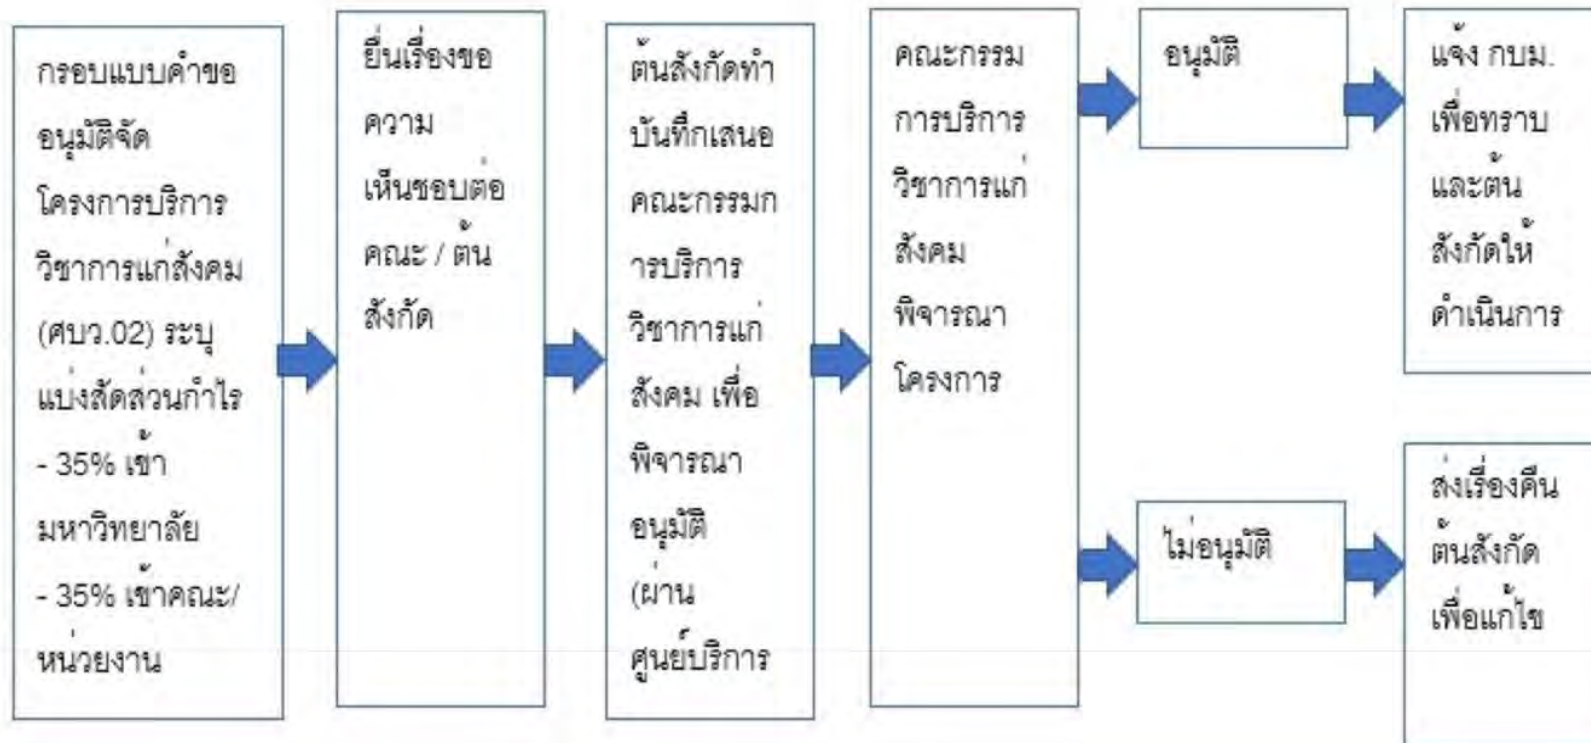 กรอบแบบคำขอ
อนุมัติจัด
โครงการบริการ
วิชาการแก่สังคม
(ศบว.02) ระบุ
แบ่งสัดส่วนกำไร
- 35% เข้า
มหาวิทยาลัย
- 35% เข้าคณะ/
หน่วยงาน
ยื่นเรื่องขอ
ความ
เห็นชอบต่อ
คณะ / ต้น
สังกัด
ต้นสังกัดทำ
บันทึกเสนอ
คณะกรรมก
ารบริการ
วิชาการแก่
สังคม เพื่อ
พิจารณา
อนุมัติ
(ผ่าน
ศูนย์บริการ
คณะกรรม
การบริการ
วิชาการแก่
สังคม
พิจารณา
โครงการ
อนุมัติ
แจ้ง กบม.
เพื่อทราบ
และต้น
สังกัดให้
ดำเนินการ
ไม่อนุมัติ
ส่งเรื่องคืน
ต้นสังกัด
เพื่อแก้ไข